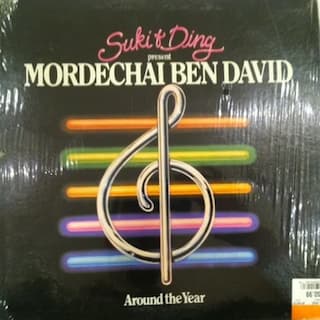 Suki & Ding
present
MORDECHAI BEN DAVID
Around the Year